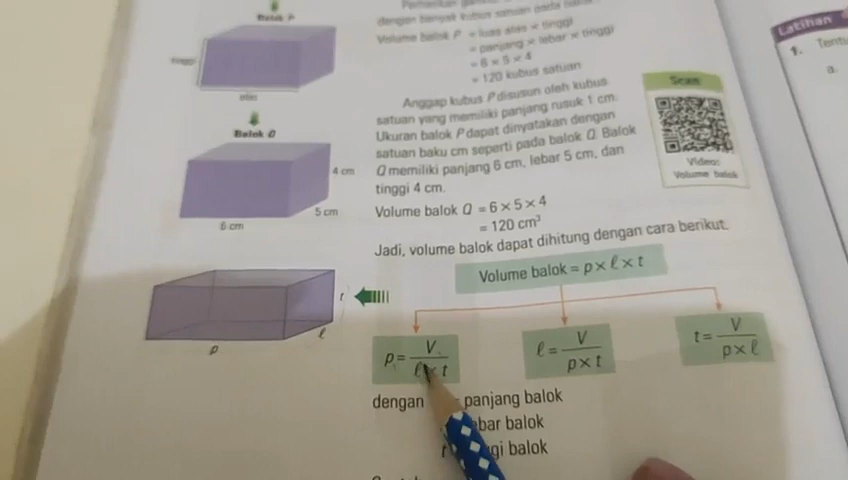 Balok P
dengan banyak kubus satuan pada balok
Volume balok P = luas alas × tinggi
= panjang × lebar × tinggi
= 6 × 5 × 4
= 120 kubus satuan
tinggi
alas
Anggap kubus P disusun oleh kubus
satuan yang memiliki panjang rusuk 1 cm.
Ukuran balok P dapat dinyatakan dengan
satuan baku cm seperti pada balok Q. Balok
Q memiliki panjang 6 cm, lebar 5 cm, dan
tinggi 4 cm.
Balok Q
4 cm
5 cm
6 cm
Volume balok Q = 6 × 5 × 4
= 120 cm³
Jadi, volume balok dapat dihitung dengan cara berikut.
Volume balok = p × ℓ × t
t
ℓ
p
p = V / ℓ × t
ℓ = V / p × t
t = V / p × ℓ
dengan panjang balok
bar balok
t gi balok
Scan
Video:
Volume balok
Latihan
1. Tentu
a.